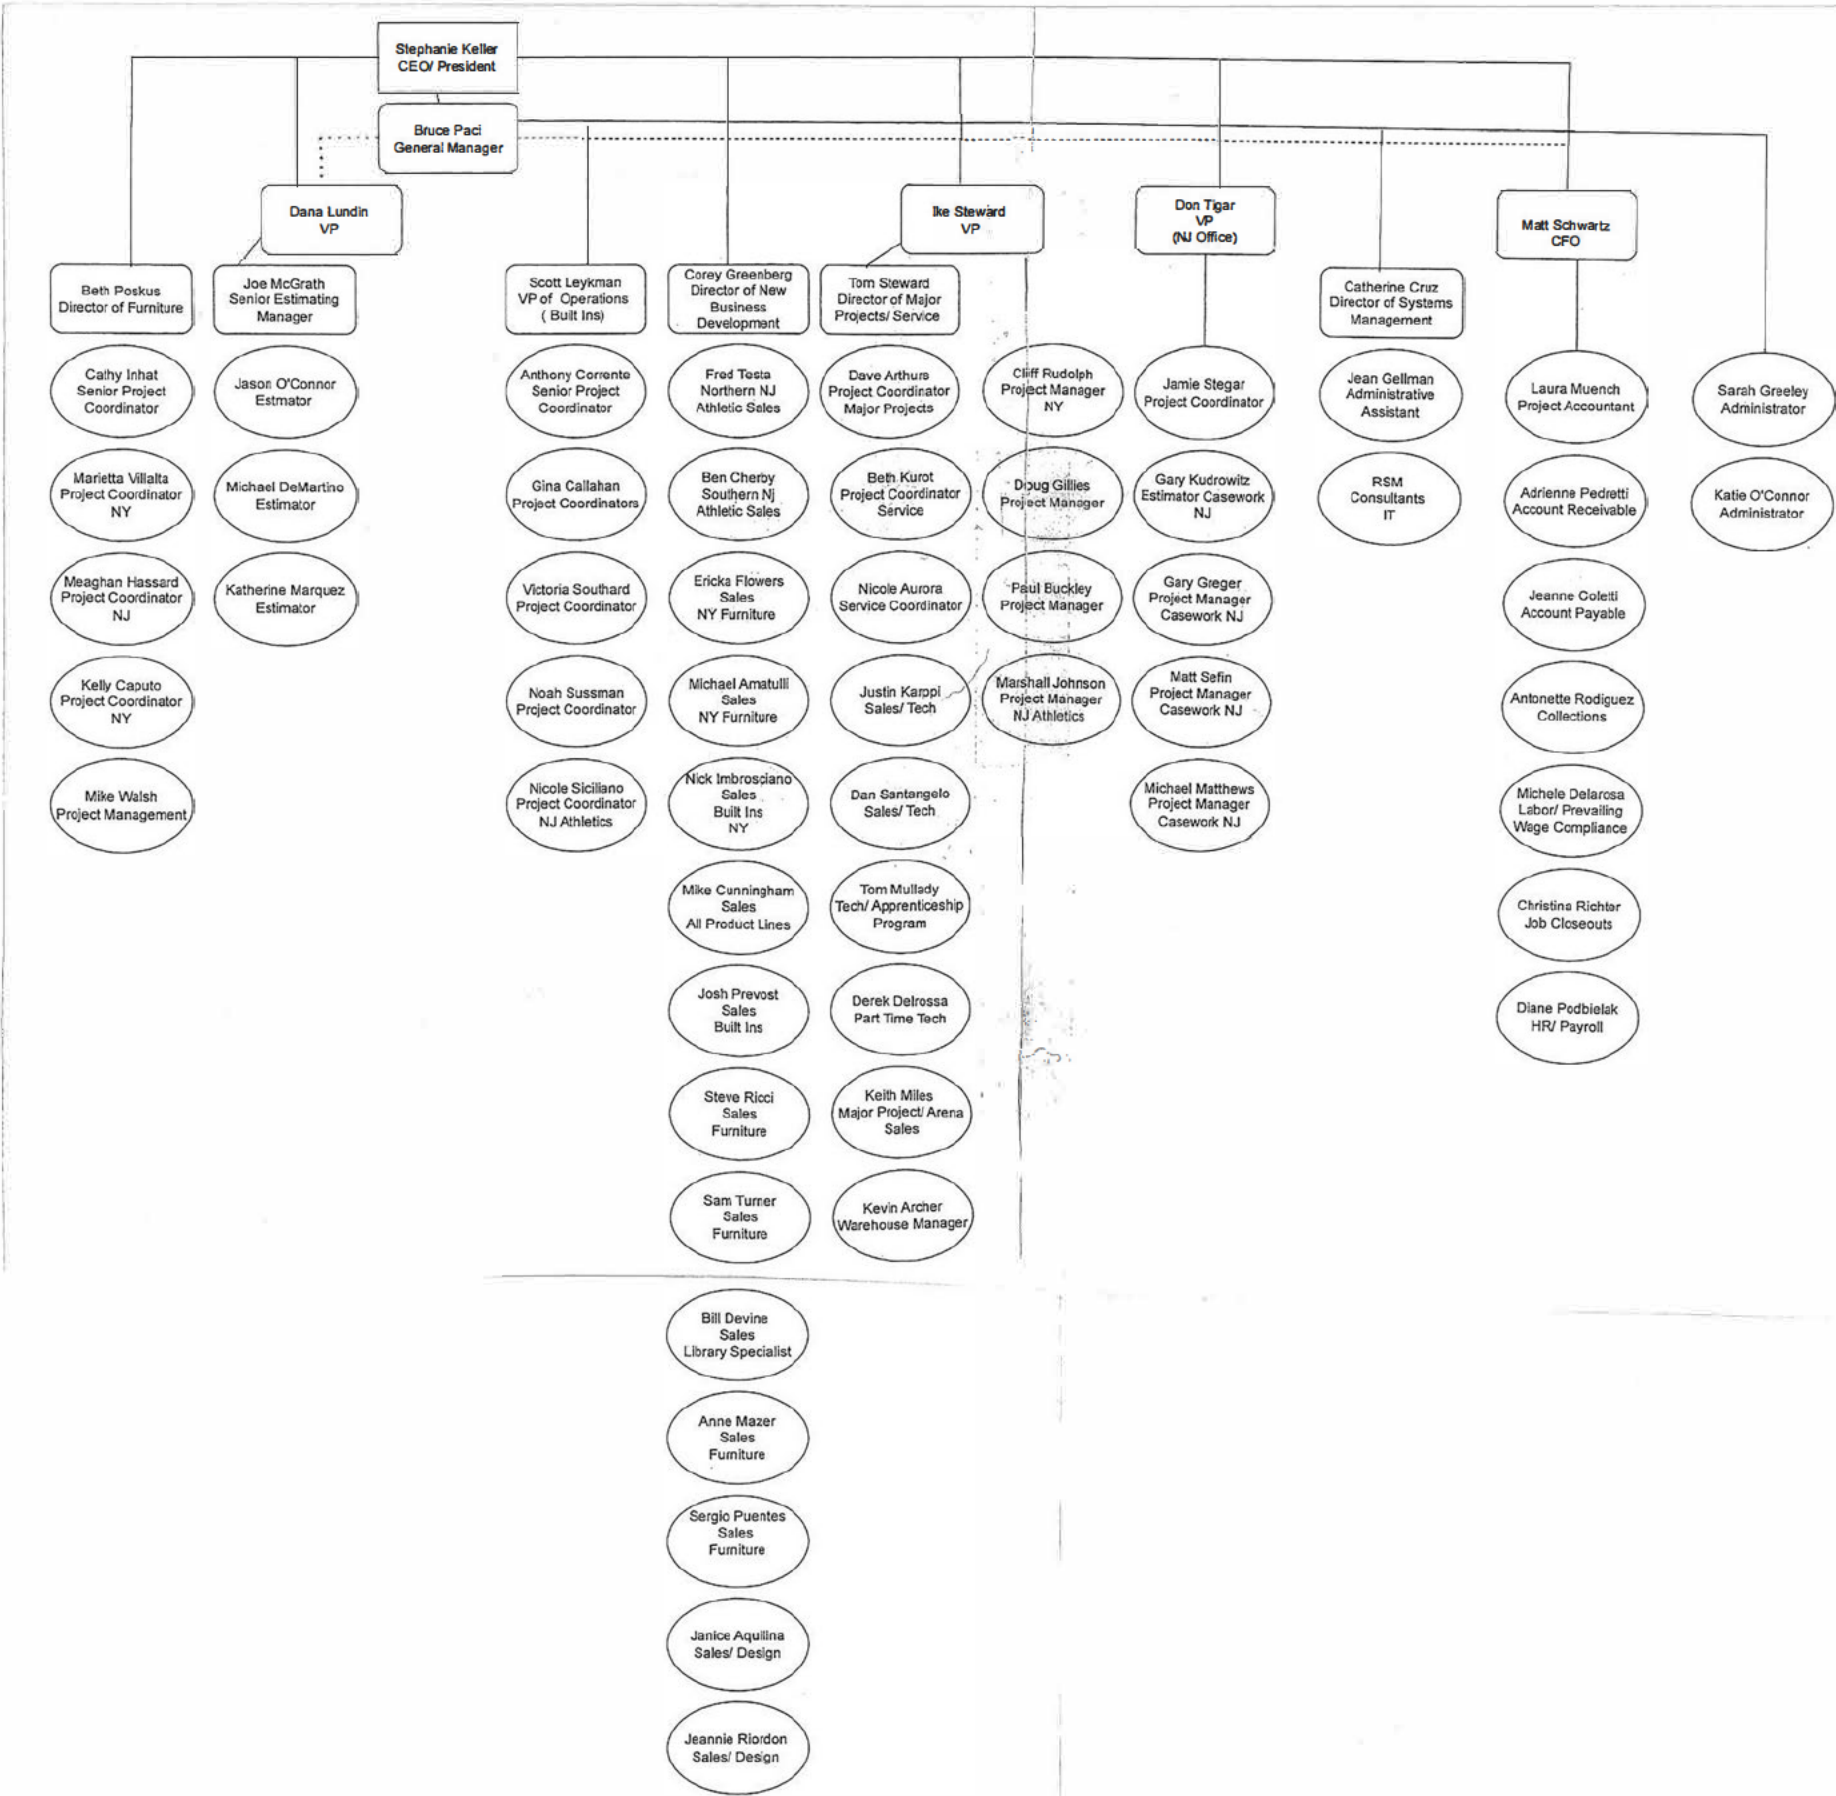 Stephanie Keller
CEO/ President
Bruce Paci
General Manager
Dana Lundin
VP
Ike Steward
VP
Don Tigar
VP
(NJ Office)
Matt Schwartz
CFO
Beth Poskus
Director of Furniture
Joe McGrath
Senior Estimating
Manager
Scott Leykman
VP of Operations
( Built Ins)
Corey Greenberg
Director of New
Business
Development
Tom Steward
Director of Major
Projects/ Service
Catherine Cruz
Director of Systems
Management
Cathy Inhat
Senior Project
Coordinator
Marietta Villalta
Project Coordinator
NY
Meaghan Hassard
Project Coordinator
NJ
Kelly Caputo
Project Coordinator
NY
Mike Walsh
Project Management
Jason O'Connor
Estmator
Michael DeMartino
Estimator
Katherine Marquez
Estimator
Anthony Corrente
Senior Project
Coordinator
Gina Callahan
Project Coordinators
Victoria Southard
Project Coordinator
Noah Sussman
Project Coordinator
Nicole Siciliano
Project Coordinator
NJ Athletics
Fred Testa
Northern NJ
Athletic Sales
Ben Cherby
Southern Nj
Athletic Sales
Ericka Flowers
Sales
NY Furniture
Michael Amatulli
Sales
NY Furniture
Nick Imbrosciano
Sales
Built Ins
NY
Mike Cunningham
Sales
All Product Lines
Josh Prevost
Sales
Built Ins
Steve Ricci
Sales
Furniture
Sam Turner
Sales
Furniture
Bill Devine
Sales
Library Specialist
Anne Mazer
Sales
Furniture
Sergio Puentes
Sales
Furniture
Janice Aquilina
Sales/ Design
Jeannie Riordon
Sales/ Design
Dave Arthurs
Project Coordinator
Major Projects
Beth Kurot
Project Coordinator
Service
Nicole Aurora
Service Coordinator
Justin Karppi
Sales/ Tech
Dan Santangelo
Sales/ Tech
Tom Mullady
Tech/ Apprenticeship
Program
Derek Delrossa
Part Time Tech
Keith Miles
Major Project/ Arena
Sales
Kevin Archer
Warehouse Manager
Cliff Rudolph
Project Manager
NY
Doug Gillies
Project Manager
Paul Buckley
Project Manager
Marshall Johnson
Project Manager
NJ Athletics
Jamie Stegar
Project Coordinator
Gary Kudrowitz
Estimator Casework
NJ
Gary Greger
Project Manager
Casework NJ
Matt Sefin
Project Manager
Casework NJ
Michael Matthews
Project Manager
Casework NJ
Jean Gellman
Administrative
Assistant
RSM
Consultants
IT
Laura Muench
Project Accountant
Adrienne Pedretti
Account Receivable
Jeanne Coletti
Account Payable
Antonette Rodiguez
Collections
Michele Delarosa
Labor/ Prevailing
Wage Compliance
Christina Richter
Job Closeouts
Diane Podbielak
HR/ Payroll
Sarah Greeley
Administrator
Katie O'Connor
Administrator